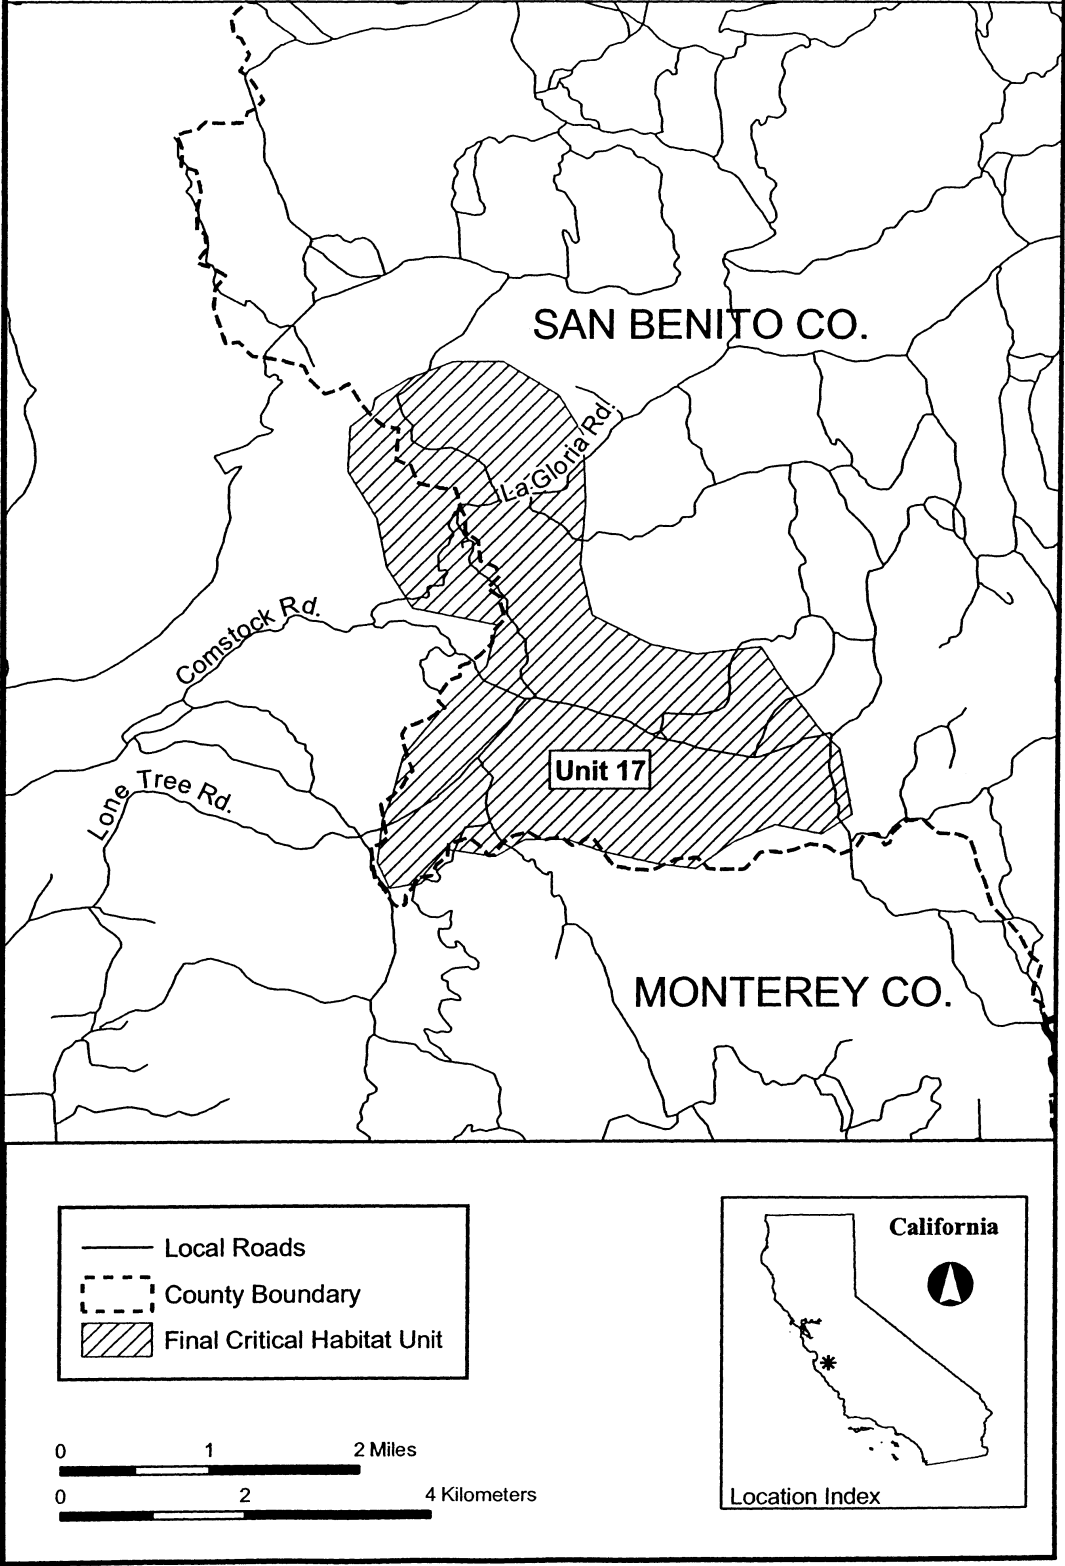 SAN BENITO CO.
La Gloria Rd.
Comstock Rd.
Unit 17
Lone Tree Rd.
MONTEREY CO.
Local Roads
County Boundary
Final Critical Habitat Unit
0 1 2 Miles
0 2 4 Kilometers
California
Location Index